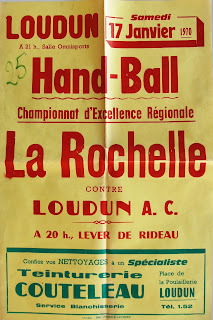 LOUDUN
Samedi
17 Janvier 1970
A 21 h., Salle Omnisports
25
Hand-Ball
Championnat d'Excellence Régionale
La Rochelle
CONTRE
LOUDUN A. C.
A 20 h., LEVER DE RIDEAU
Confiez vos NETTOYAGES à un Spécialiste
Teinturerie
COUTELEAU
Service Blanchisserie
Place de
la Poulaillerie
LOUDUN
Tél. 1.52